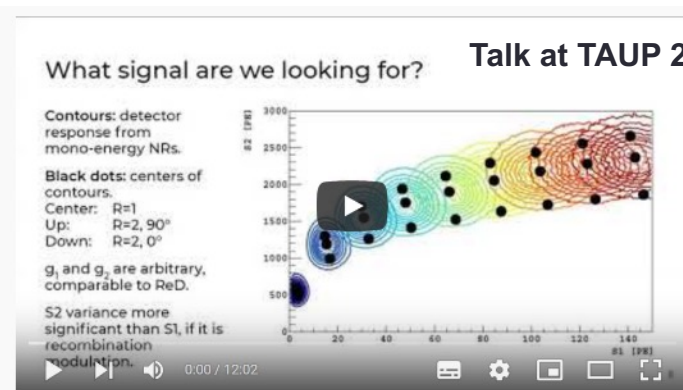 Talk at TAUP 2
What signal are we looking for?
Contours: detector
response from
mono-energy NRs.
Black dots: centers of
contours.
Center: R=1
Up: R=2, 90°
Down: R=2, 0°
g₁ and g₂ are arbitrary,
comparable to ReD.
S2 variance more
significant than S1, if it is
recombination
modulation.
S2 [PE]
3000
2500
2000
1500
1000
500
0
0 20 40 60 80 100 120 140
S1 [PE]
0:00 / 12:02